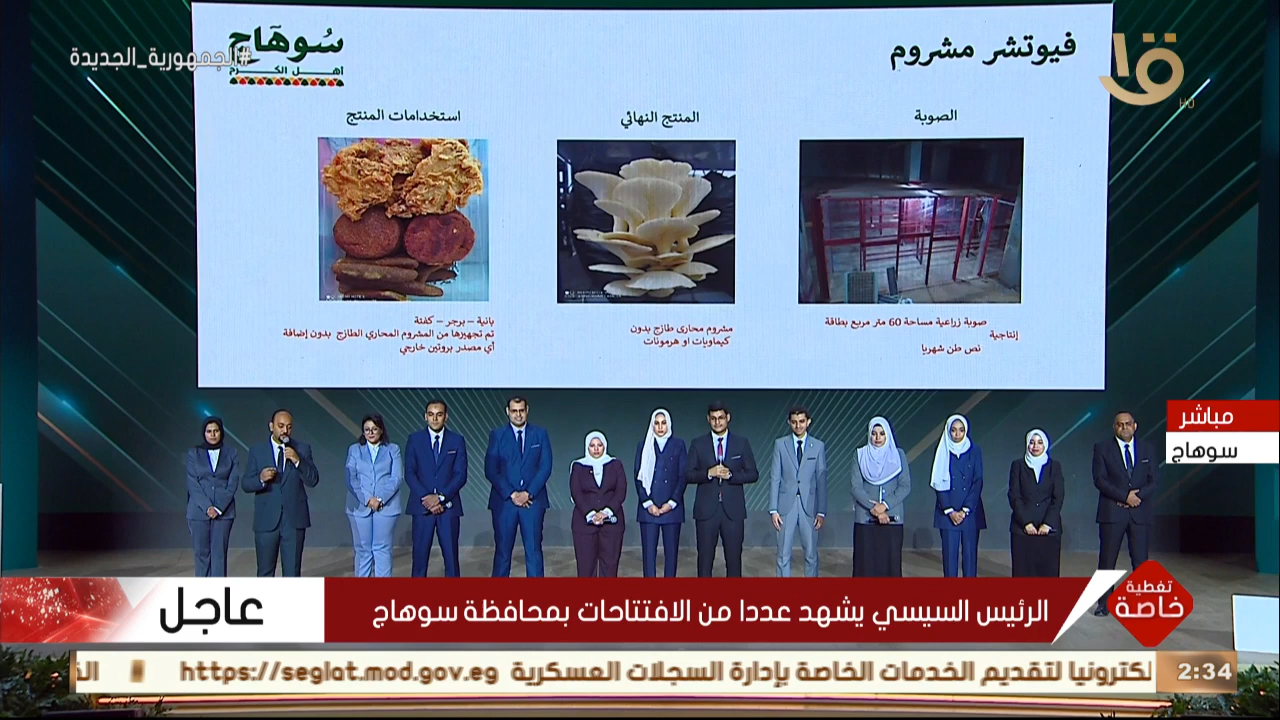 #الجمهورية_الجديدة
سوهاج
أهل الكرم
فيوتشر مشروم
HD
الصوبة
المنتج النهائي
استخدامات المنتج
صوبة زراعية مساحة 60 متر مربع بطاقة
إنتاجية
نص طن شهريا
مشروم محارى طازج بدون
كيماويات او هرمونات
بانية – برجر – كفتة
تم تجهيزها من المشروم المحاري الطازج بدون إضافة
أي مصدر بروتين خارجي
مباشر
سوهاج
تغطية
خاصة
الرئيس السيسي يشهد عددا من الافتتاحات بمحافظة سوهاج
عاجل
2:34
لكترونيا لتقديم الخدمات الخاصة بإدارة السجلات العسكرية https://seglat.mod.gov.eg